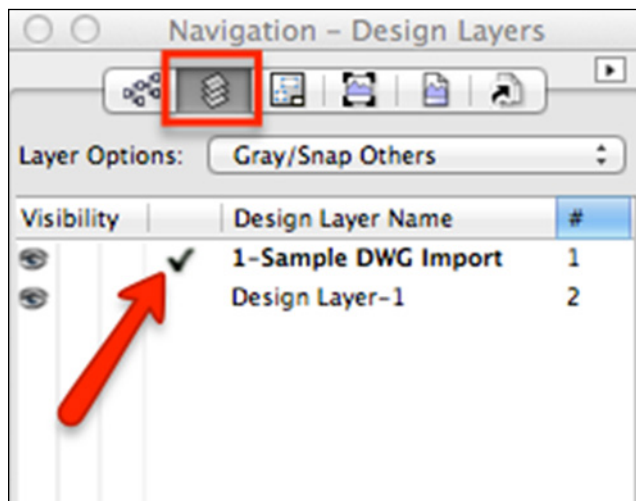 Navigation – Design Layers
Layer Options: Gray/Snap Others
Visibility Design Layer Name #
1-Sample DWG Import 1
Design Layer-1 2